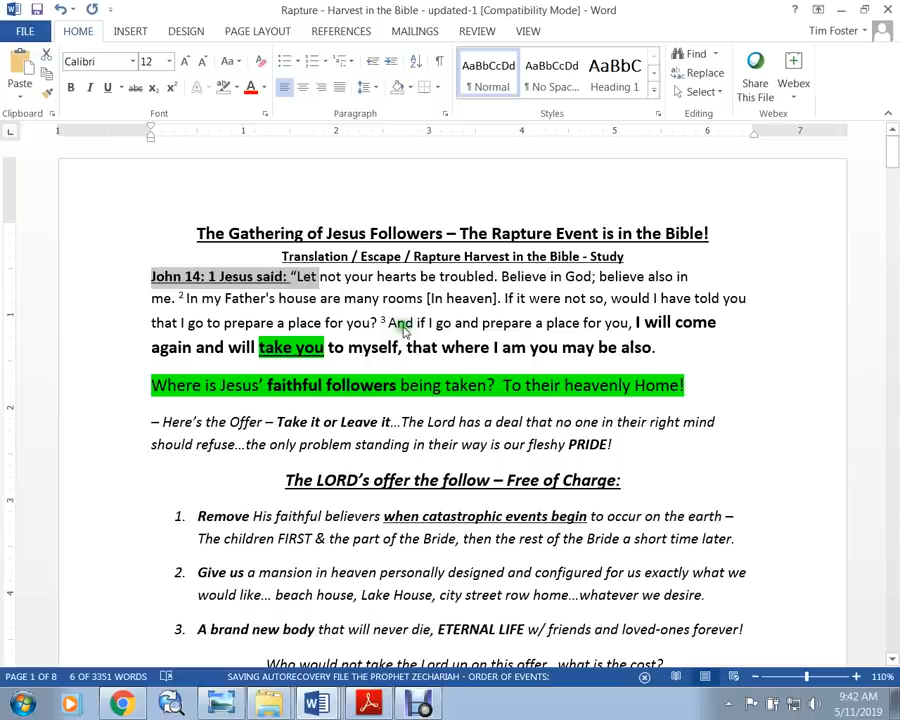 Rapture - Harvest in the Bible - updated-1 [Compatibility Mode] - Word
FILE HOME INSERT DESIGN PAGE LAYOUT REFERENCES MAILINGS REVIEW VIEW Tim Foster
Calibri 12 Aa
AaBbCcDd AaBbCcDd AaBbC
Find
Replace
Select
Paste
B I U abc x₂ x² A A
¶ Normal ¶ No Spac... Heading 1
Share This File
Webex
Clipboard Font Paragraph Styles Editing Webex
1 1 2 3 4 5 6 7
The Gathering of Jesus Followers – The Rapture Event is in the Bible!
Translation / Escape / Rapture Harvest in the Bible - Study
John 14: 1 Jesus said: “Let not your hearts be troubled. Believe in God; believe also in
me. ² In my Father's house are many rooms [In heaven]. If it were not so, would I have told you
that I go to prepare a place for you? ³ And if I go and prepare a place for you, I will come
again and will take you to myself, that where I am you may be also.
Where is Jesus’ faithful followers being taken? To their heavenly Home!
– Here’s the Offer – Take it or Leave it…The Lord has a deal that no one in their right mind
should refuse…the only problem standing in their way is our fleshy PRIDE!
The LORD’s offer the follow – Free of Charge:
1. Remove His faithful believers when catastrophic events begin to occur on the earth –
The children FIRST & the part of the Bride, then the rest of the Bride a short time later.
2. Give us a mansion in heaven personally designed and configured for us exactly what we
would like… beach house, Lake House, city street row home…whatever we desire.
3. A brand new body that will never die, ETERNAL LIFE w/ friends and loved-ones forever!
Who would not take the Lord up on this offer…what is the cost?
PAGE 1 OF 8 6 OF 3351 WORDS SAVING AUTORECOVERY FILE THE PROPHET ZECHARIAH - ORDER OF EVENTS: 110%
9:42 AM
5/11/2019